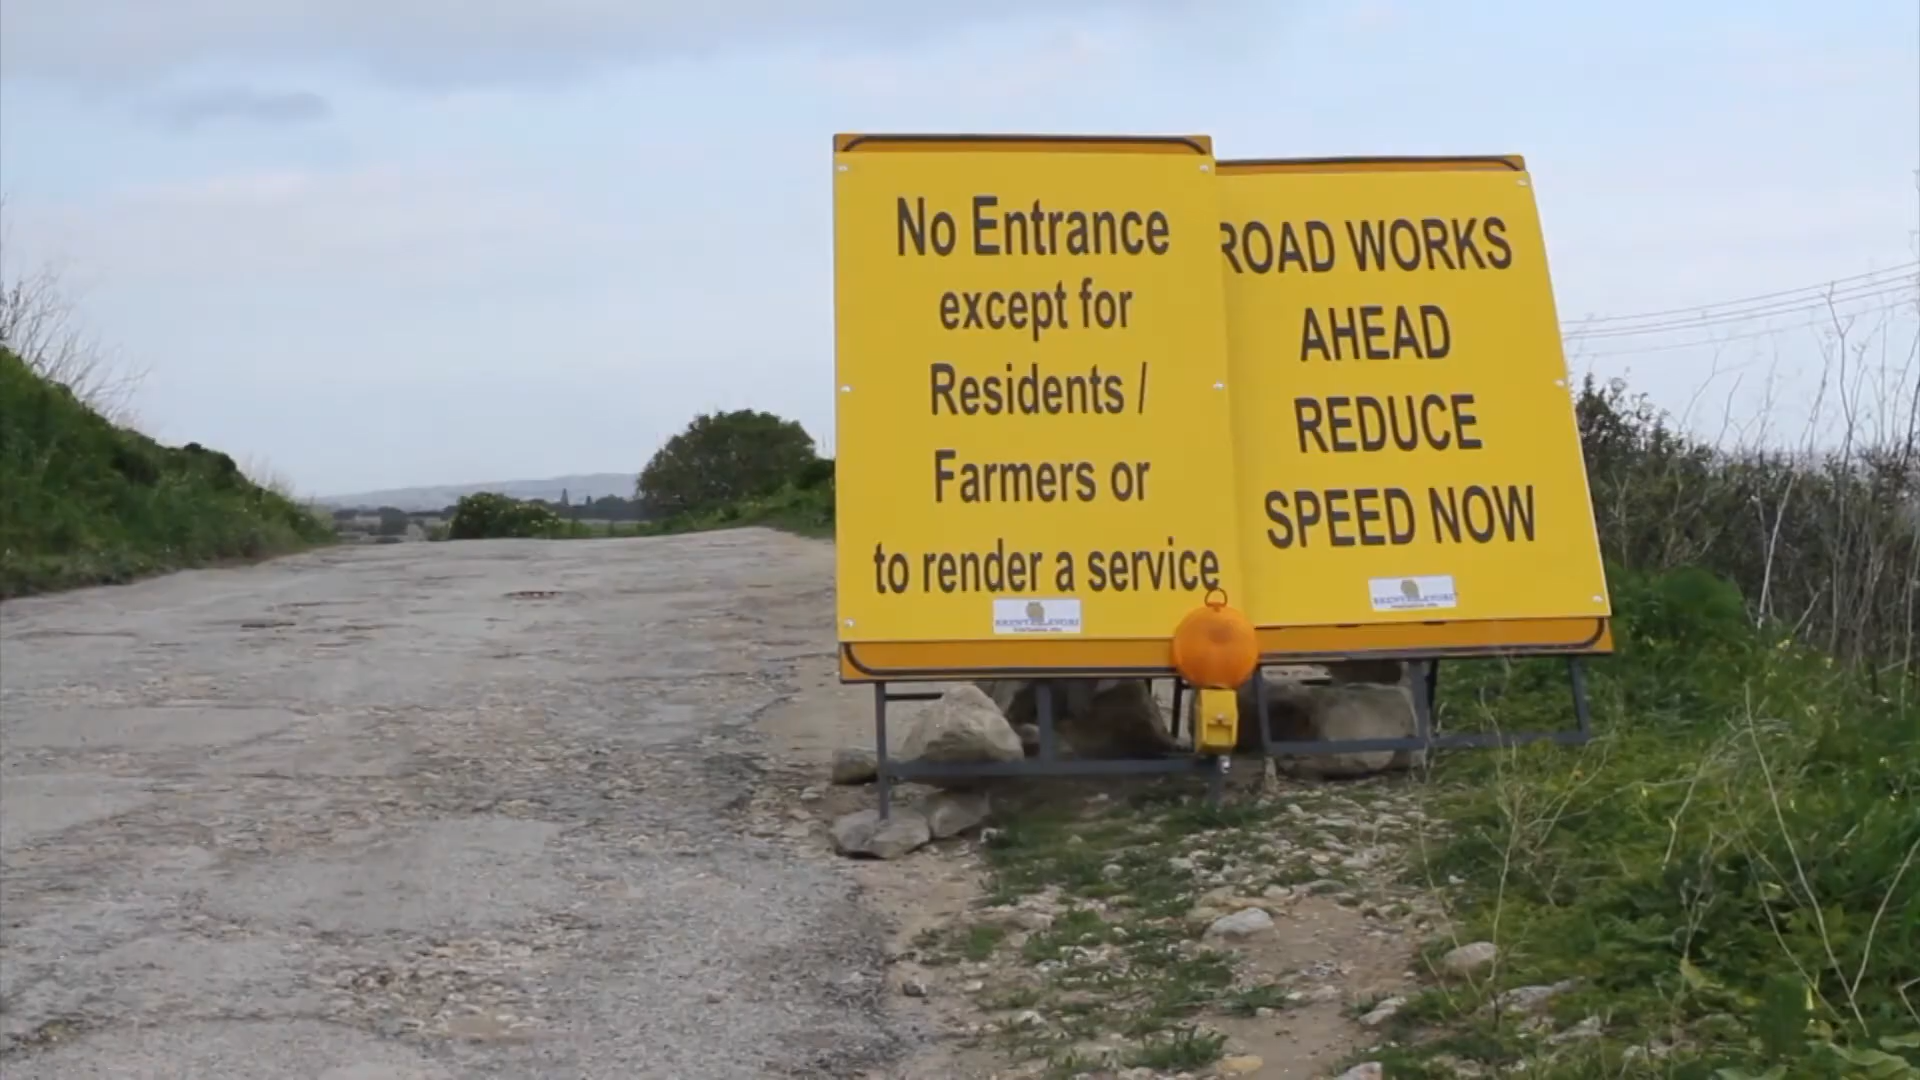 No Entrance
except for
Residents /
Farmers or
to render a service
ROAD WORKS
AHEAD
REDUCE
SPEED NOW